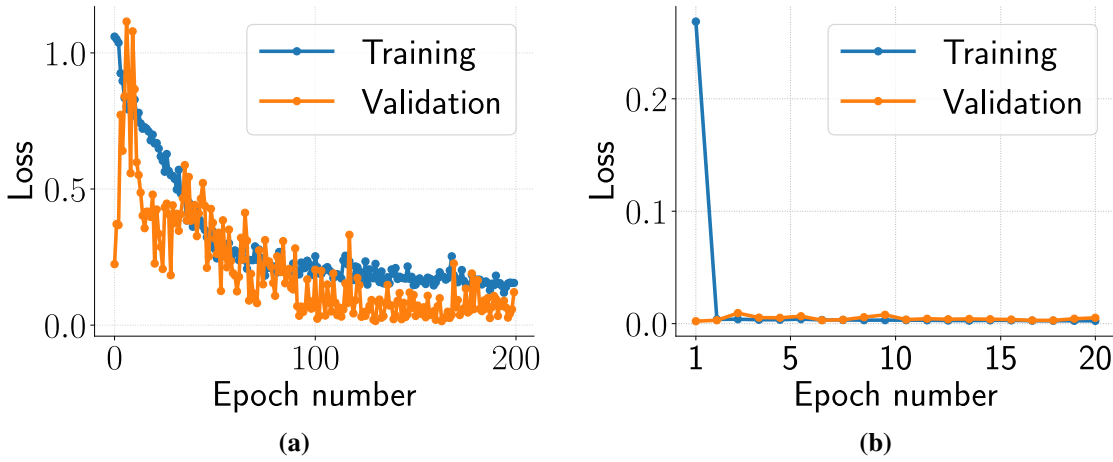 1.0
0.5
0.0
Loss
Training
Validation
0
100
200
Epoch number
(a)
0.2
0.1
0.0
Loss
Training
Validation
1
5
10
15
20
Epoch number
(b)